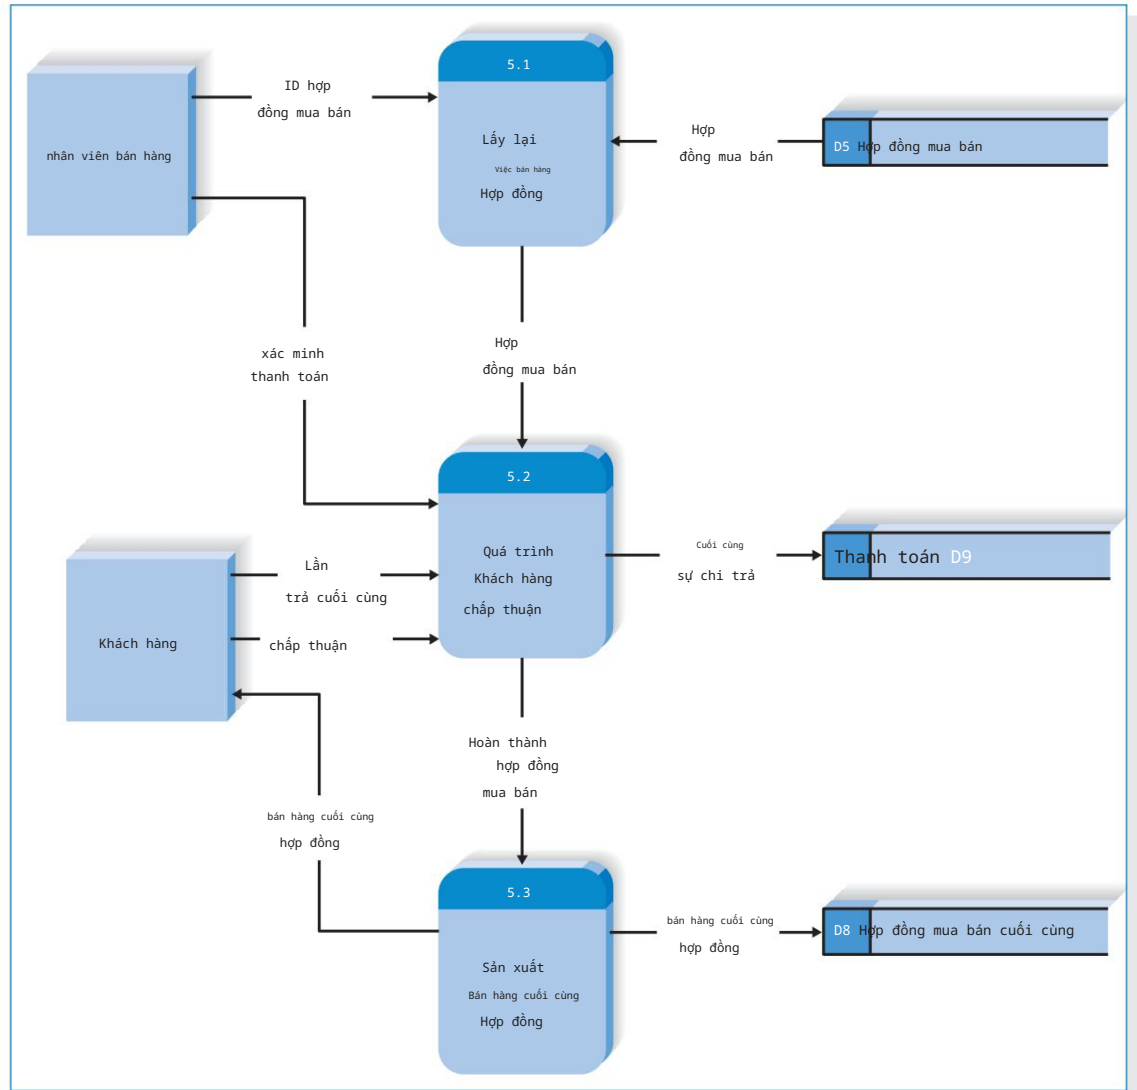 5.1
ID hợp
đồng mua bán
Hợp
đồng mua bán
Lấy lại
Việc bán hàng
Hợp đồng
D5 Hợp đồng mua bán
nhân viên bán hàng
xác minh
thanh toán
Hợp
đồng mua bán
5.2
Quá trình
Khách hàng
chấp thuận
Cuối cùng
sự chi trả
Thanh toán D9
Lần
trả cuối cùng
Khách hàng
chấp thuận
Hoàn thành
hợp đồng
mua bán
bán hàng cuối cùng
hợp đồng
5.3
Sản xuất
Bán hàng cuối cùng
Hợp đồng
bán hàng cuối cùng
hợp đồng
D8 Hợp đồng mua bán cuối cùng